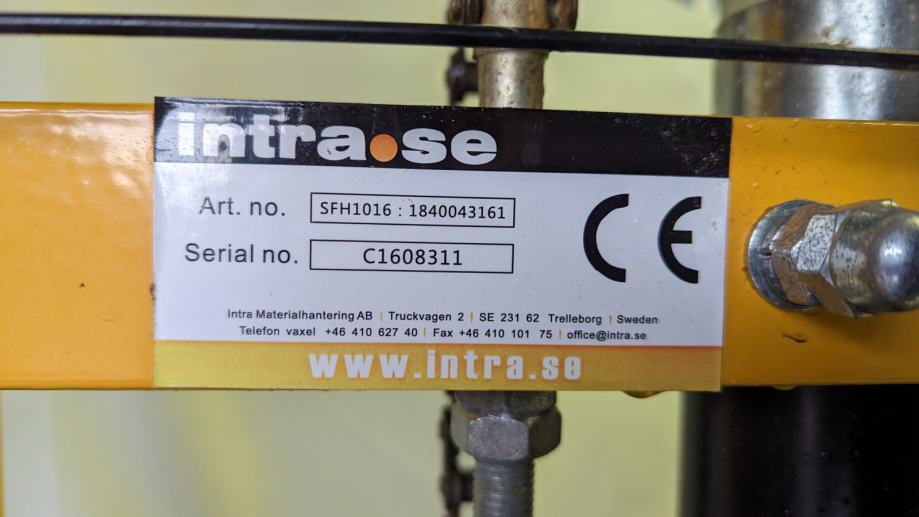 intra.se
Art. no. SFH1016 : 1840043161
Serial no. C1608311
CE
Intra Materialhantering AB | Truckvagen 2 | SE 231 62 Trelleborg | Sweden
Telefon vaxel +46 410 627 40 | Fax +46 410 101 75 | office@intra.se
www.intra.se